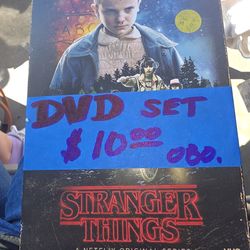 DVD SET
$10.00 OBO.
STRANGER
THINGS
A NETFLIX ORIGINAL SERIES